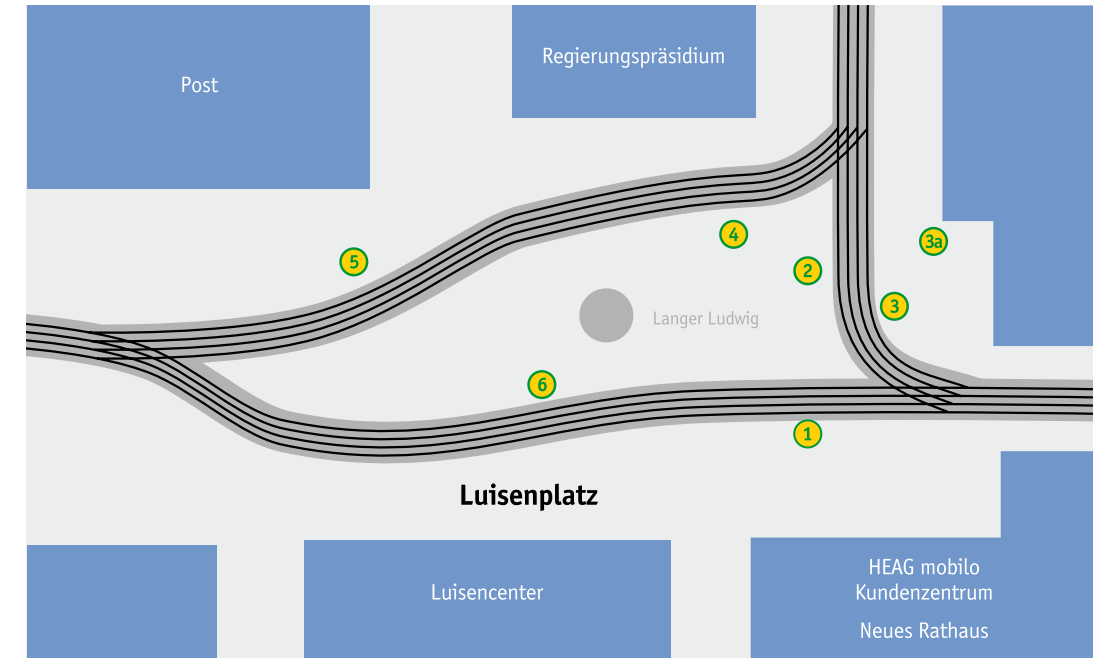 Regierungspräsidium
Post
4
3a
5
2
3
Langer Ludwig
6
1
Luisenplatz
HEAG mobilo
Kundenzentrum
Luisencenter
Neues Rathaus